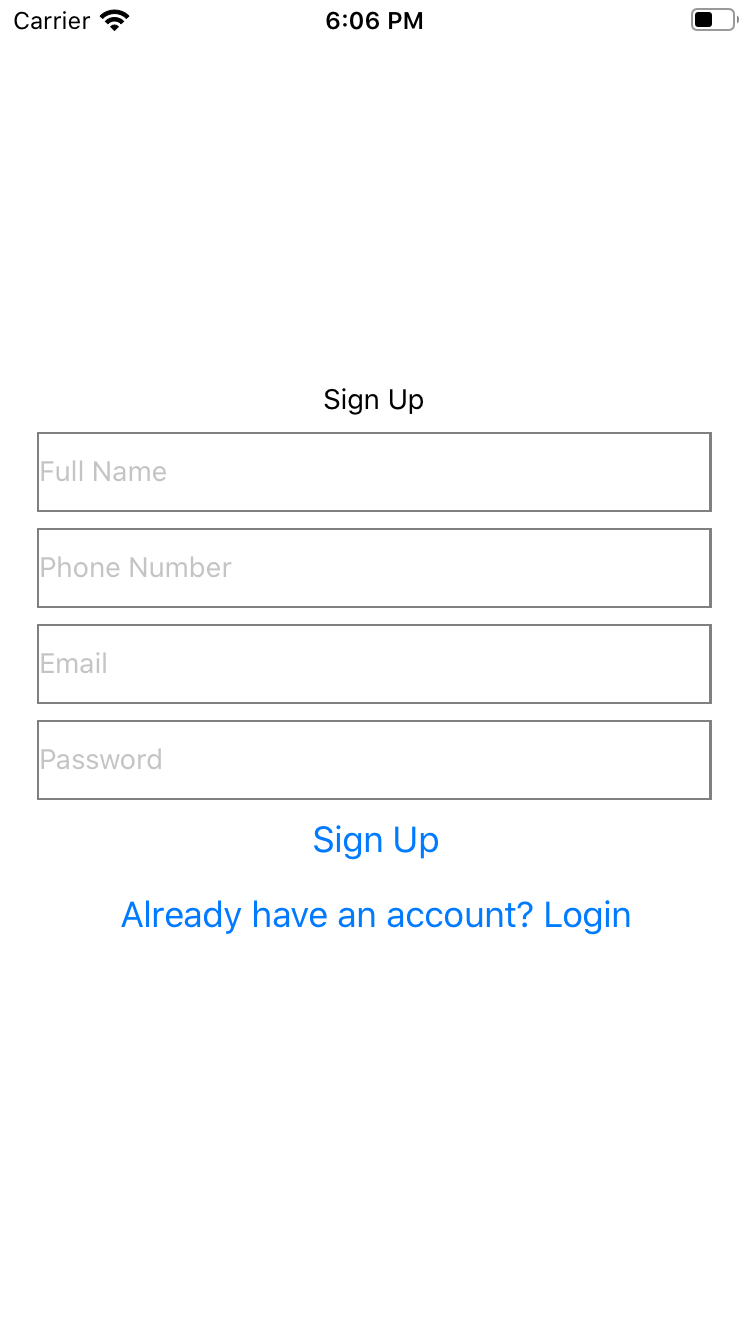 Carrier 6:06 PM
Sign Up
Full Name
Phone Number
Email
Password
Sign Up
Already have an account? Login